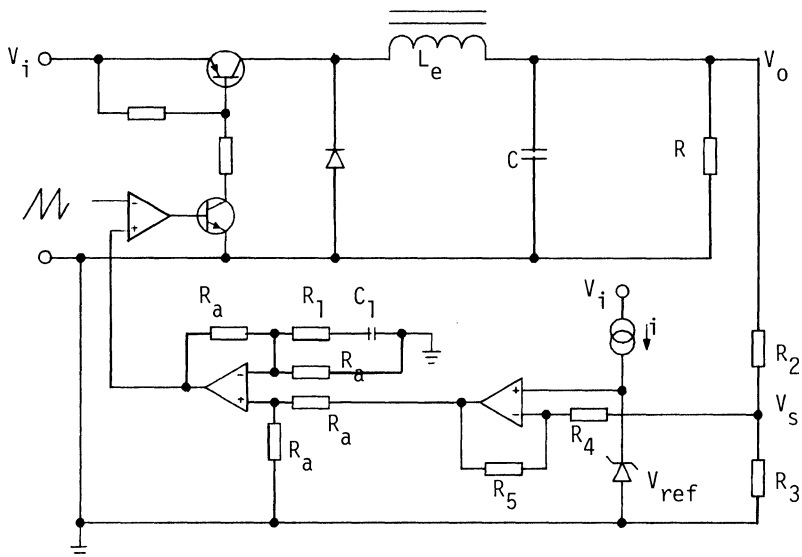 V_i
L_e
V_o
C
R
-
+
V_i
i
R_a
R_1
C_1
R_a
-
+
R_a
R_a
+
-
R_4
R_5
V_ref
R_2
V_s
R_3